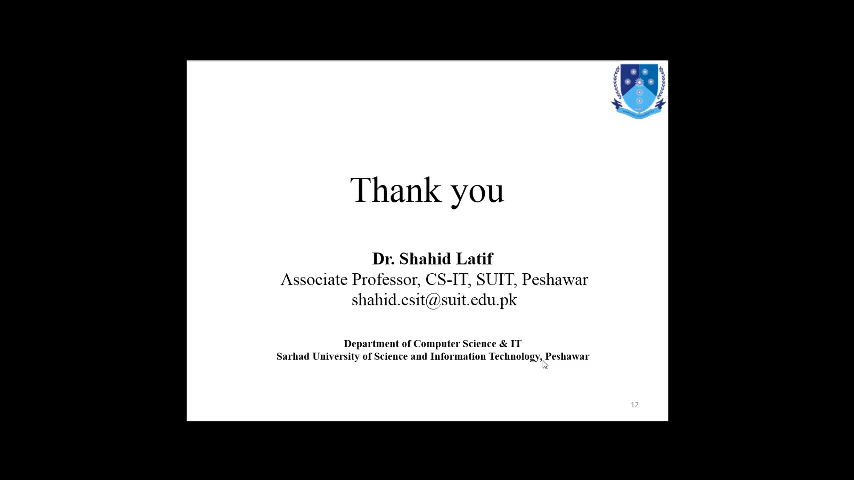 Thank you
Dr. Shahid Latif
Associate Professor, CS-IT, SUIT, Peshawar
shahid.csit@suit.edu.pk
Department of Computer Science & IT
Sarhad University of Science and Information Technology, Peshawar
12